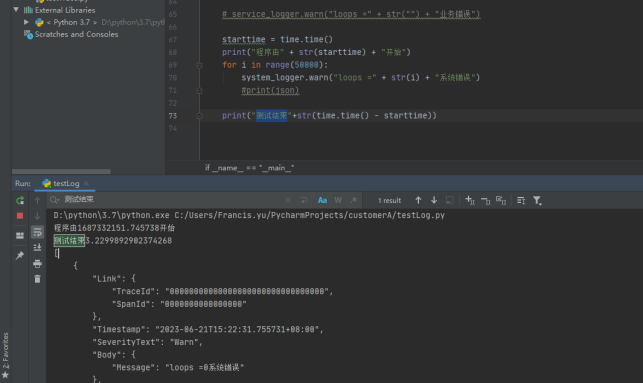 External Libraries
< Python 3.7 > D:\python\3.7\pyt
Scratches and Consoles
65
# service_logger.warn("loops =" + str("") + "业务错误")
66
67
starttime = time.time()
68
print("程序由" + str(starttime) + "开始")
69
for i in range(50000):
70
system_logger.warn("loops =" + str(i) + "系统错误")
71
#print(json)
72
73
print("测试结束"+str(time.time() - starttime))
74
if __name__ == "__main__"
Run:
testLog
测试结束
Aa
W
1 result
D:\python\3.7\python.exe C:/Users/Francis.yu/PycharmProjects/customerA/testLog.py
程序由1687332151.745738开始
测试结束3.2299892902374268
[
{
"Link": {
"TraceId": "00000000000000000000000000000000",
"SpanId": "0000000000000000"
},
"Timestamp": "2023-06-21T15:22:31.755731+08:00",
"SeverityText": "Warn",
"Body": {
"Message": "loops =0系统错误"
},
2: Favorites